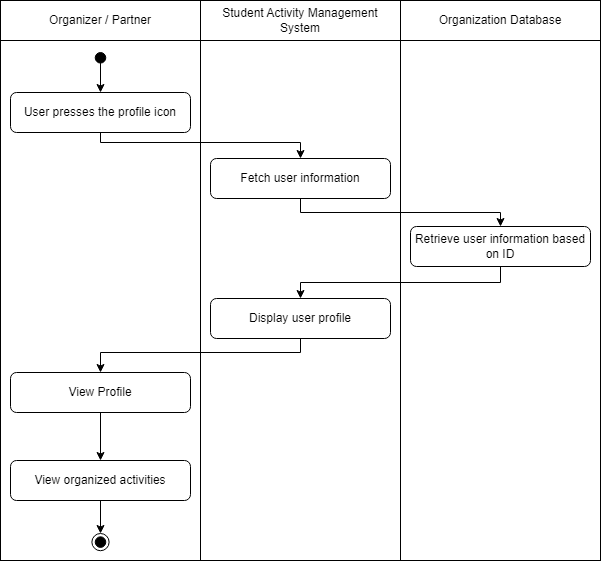 Organizer / Partner
Student Activity Management
System
Organization Database
User presses the profile icon
Fetch user information
Retrieve user information based
on ID
Display user profile
View Profile
View organized activities